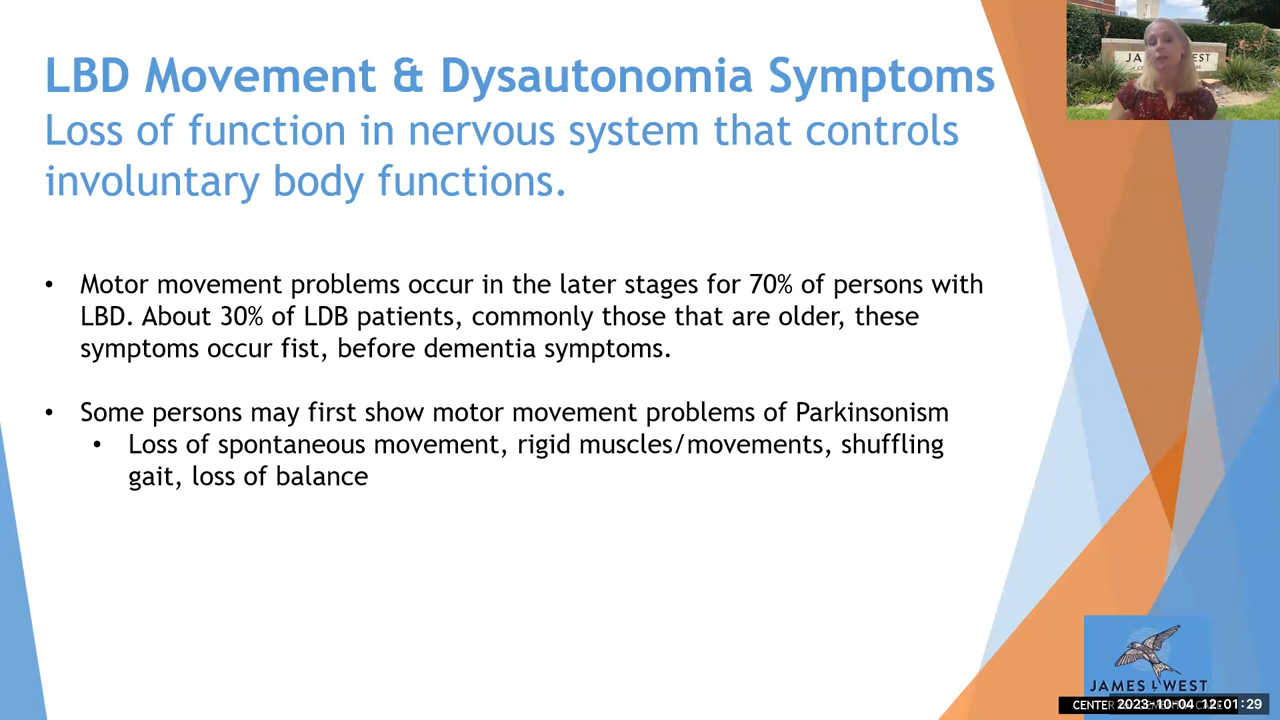 LBD Movement & Dysautonomia Symptoms
Loss of function in nervous system that controls
involuntary body functions.
• Motor movement problems occur in the later stages for 70% of persons with
LBD. About 30% of LDB patients, commonly those that are older, these
symptoms occur fist, before dementia symptoms.
• Some persons may first show motor movement problems of Parkinsonism
• Loss of spontaneous movement, rigid muscles/movements, shuffling
gait, loss of balance
JAMES L WEST
CENTER
2023-10-04 12:01:29